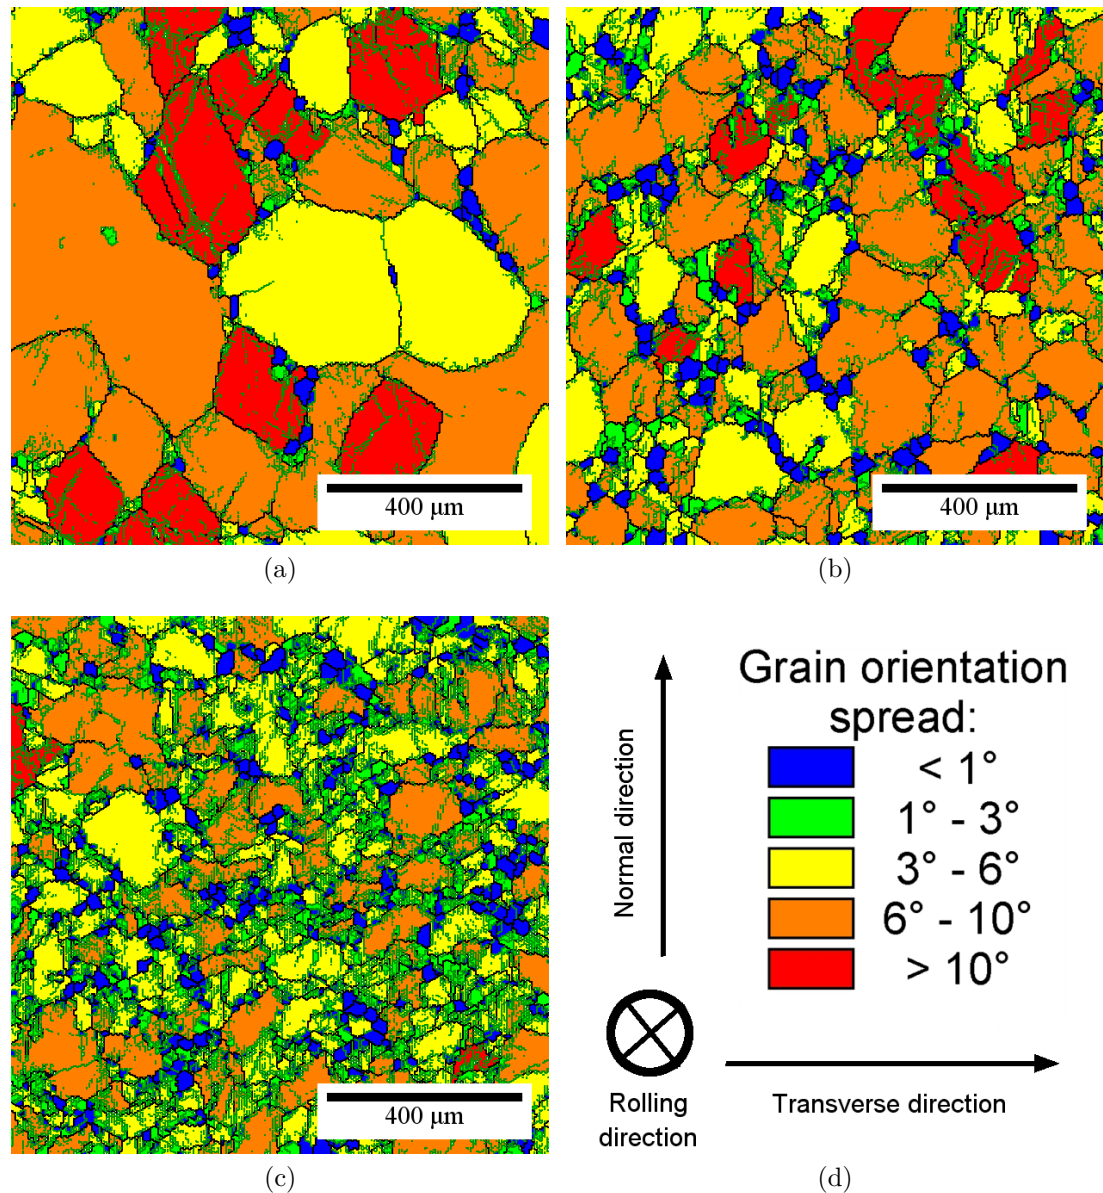 400 µm
400 µm
(a)
(b)
400 µm
(c)
Grain orientation
spread:
< 1°
1° - 3°
3° - 6°
6° - 10°
> 10°
Normal direction
Rolling
direction
Transverse direction
(d)